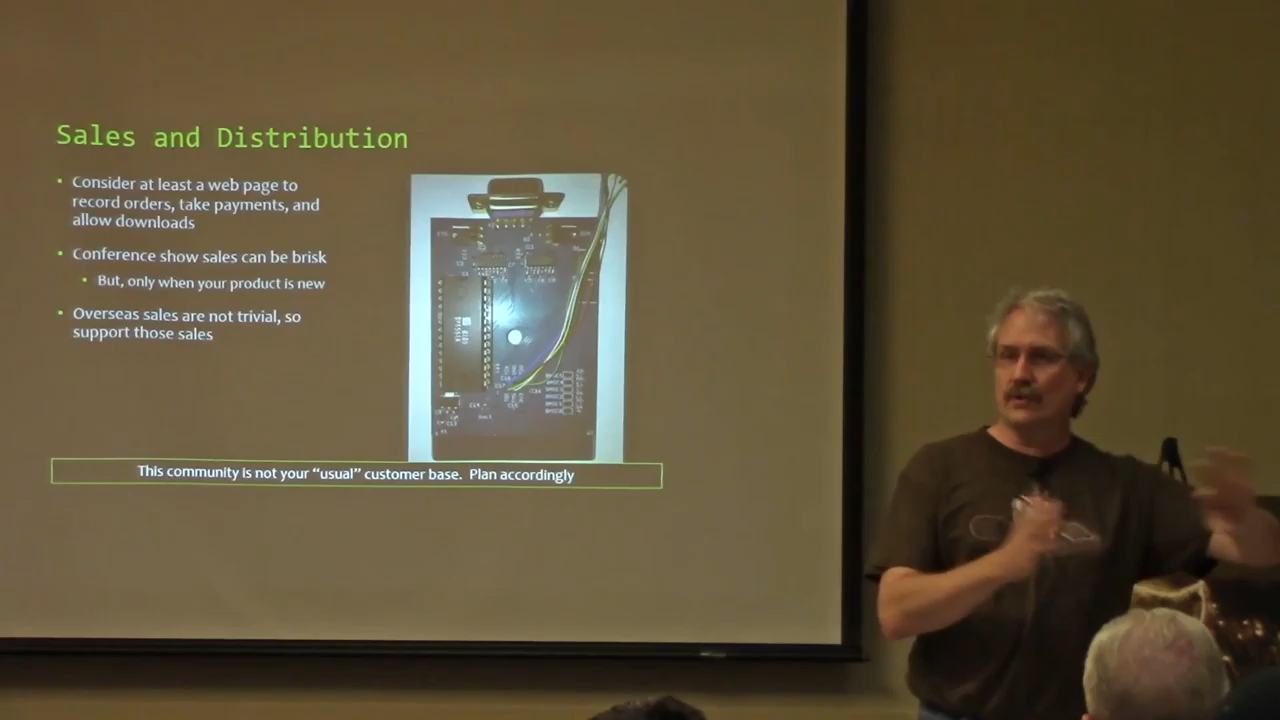 Sales and Distribution
Consider at least a web page to
record orders, take payments, and
allow downloads
Conference show sales can be brisk
But, only when your product is new
Overseas sales are not trivial, so
support those sales
This community is not your “usual” customer base. Plan accordingly